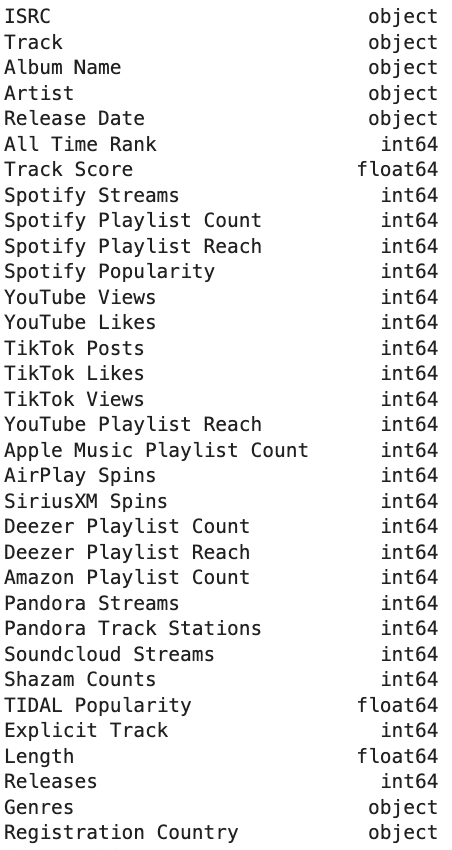 ISRC object
Track object
Album Name object
Artist object
Release Date object
All Time Rank int64
Track Score float64
Spotify Streams int64
Spotify Playlist Count int64
Spotify Playlist Reach int64
Spotify Popularity int64
YouTube Views int64
YouTube Likes int64
TikTok Posts int64
TikTok Likes int64
TikTok Views int64
YouTube Playlist Reach int64
Apple Music Playlist Count int64
AirPlay Spins int64
SiriusXM Spins int64
Deezer Playlist Count int64
Deezer Playlist Reach int64
Amazon Playlist Count int64
Pandora Streams int64
Pandora Track Stations int64
Soundcloud Streams int64
Shazam Counts int64
TIDAL Popularity float64
Explicit Track int64
Length float64
Releases int64
Genres object
Registration Country object